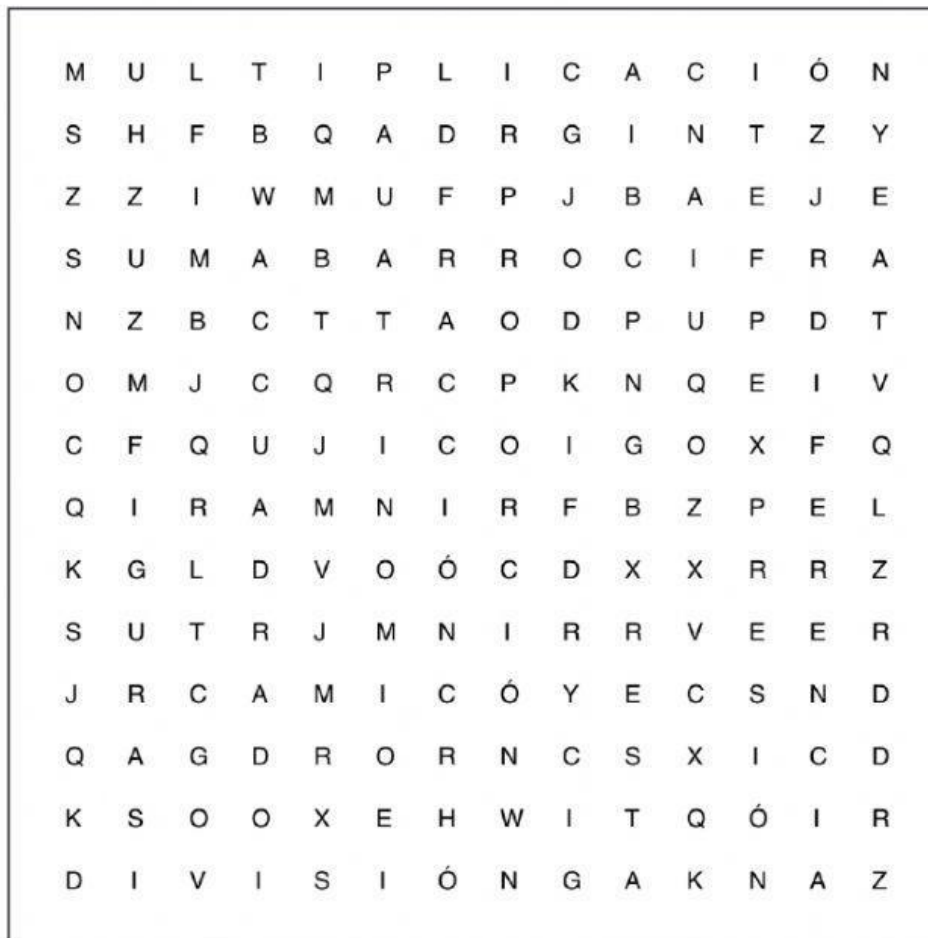 M U L T I P L I C A C I Ó N
S H F B Q A D R G I N T Z Y
Z Z I W M U F P J B A E J E
S U M A B A R R O C I F R A
N Z B C T T A O D P U P D T
O M J C Q R C P K N Q E I V
C F Q U J I C O I G O X F Q
Q I R A M N I R F B Z P E L
K G L D V O Ó C D X X R R Z
S U T R J M N I R R V E E R
J R C A M I C Ó Y E C S N D
Q A G D R O R N C S X I C D
K S O O X E H W I T Q Ó I R
D I V I S I Ó N G A K N A Z